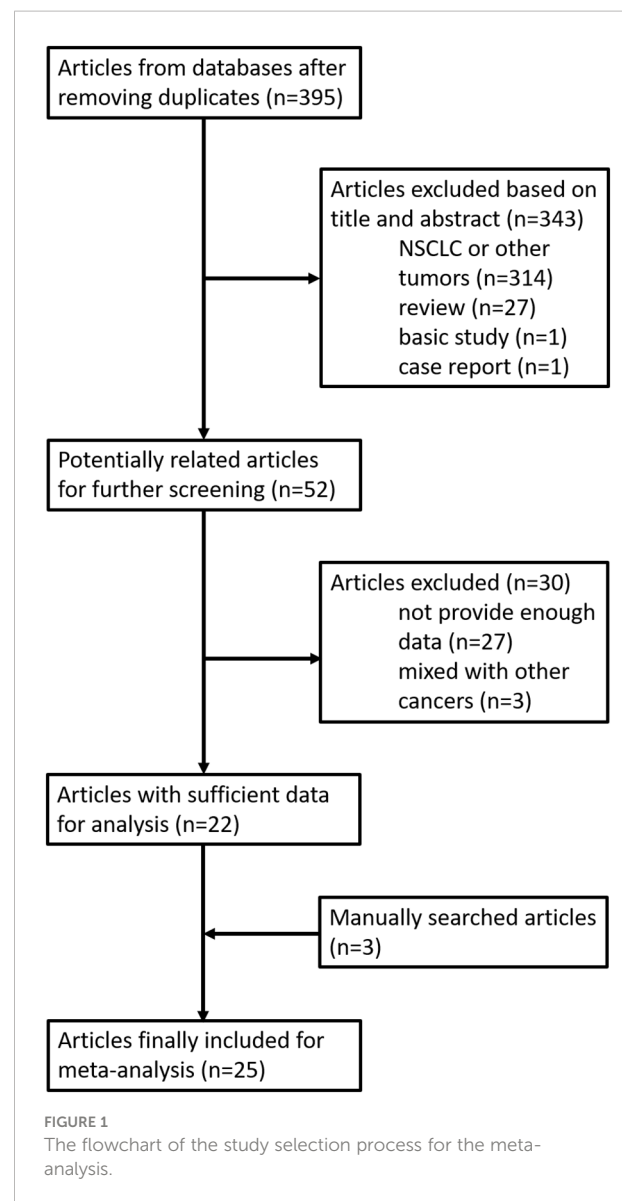 Articles from databases after
removing duplicates (n=395)
Articles excluded based on
title and abstract (n=343)
NSCLC or other
tumors (n=314)
review (n=27)
basic study (n=1)
case report (n=1)
Potentially related articles
for further screening (n=52)
Articles excluded (n=30)
not provide enough
data (n=27)
mixed with other
cancers (n=3)
Articles with sufficient data
for analysis (n=22)
Manually searched articles
(n=3)
Articles finally included for
meta-analysis (n=25)
FIGURE 1
The flowchart of the study selection process for the meta-
analysis.